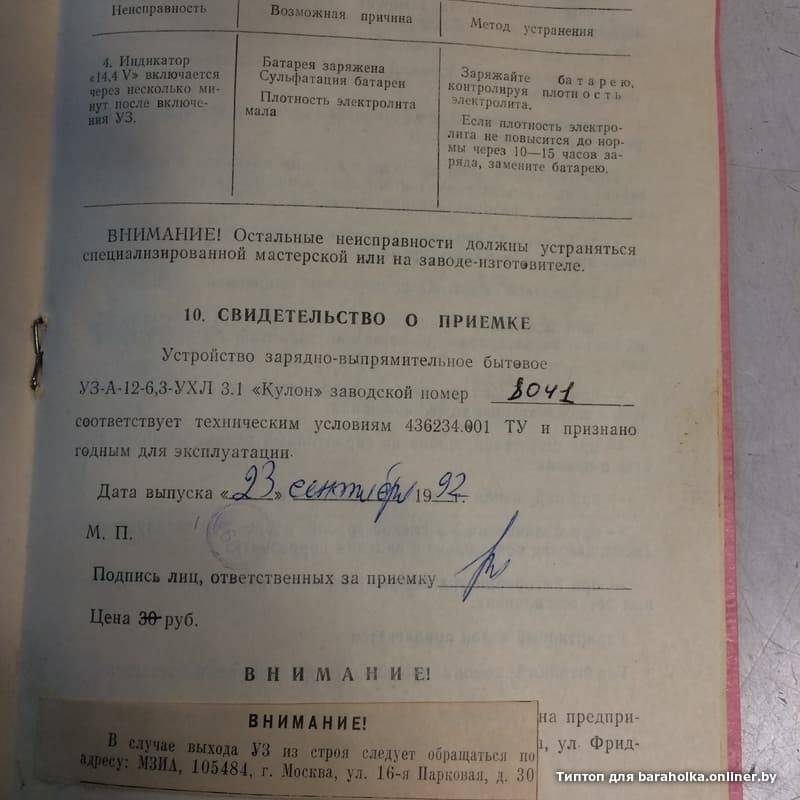 Неисправность
Возможная причина
Метод устранения
4. Индикатор
«14,4 V» включается
через несколько ми-
нут после включе-
ния УЗ.
Батарея заряжена
Сульфатация батареи
Плотность электролита
мала
Заряжайте батарею,
контролируя плотность
электролита.
Если плотность электро-
лита не повысится до нор-
мы через 10—15 часов за-
ряда, замените батарею.
ВНИМАНИЕ! Остальные неисправности должны устраняться
специализированной мастерской или на заводе-изготовителе.
10. СВИДЕТЕЛЬСТВО О ПРИЕМКЕ
Устройство зарядно-выпрямительное бытовое
УЗ-А-12-6,3-УХЛ 3.1 «Кулон» заводской номер 8041
соответствует техническим условиям 436234.001 ТУ и признано
годным для эксплуатации.
Дата выпуска «23» сентября 1992 г.
М. П.
Подпись лиц, ответственных за приемку
Цена 30 руб.
ВНИМАНИЕ!
на предпри-
, ул. Фрид-
ВНИМАНИЕ!
В случае выхода УЗ из строя следует обращаться по
адресу: МЗИА, 105484, г. Москва, ул. 16-я Парковая, д. 30
Типтоп для baraholka.onliner.by